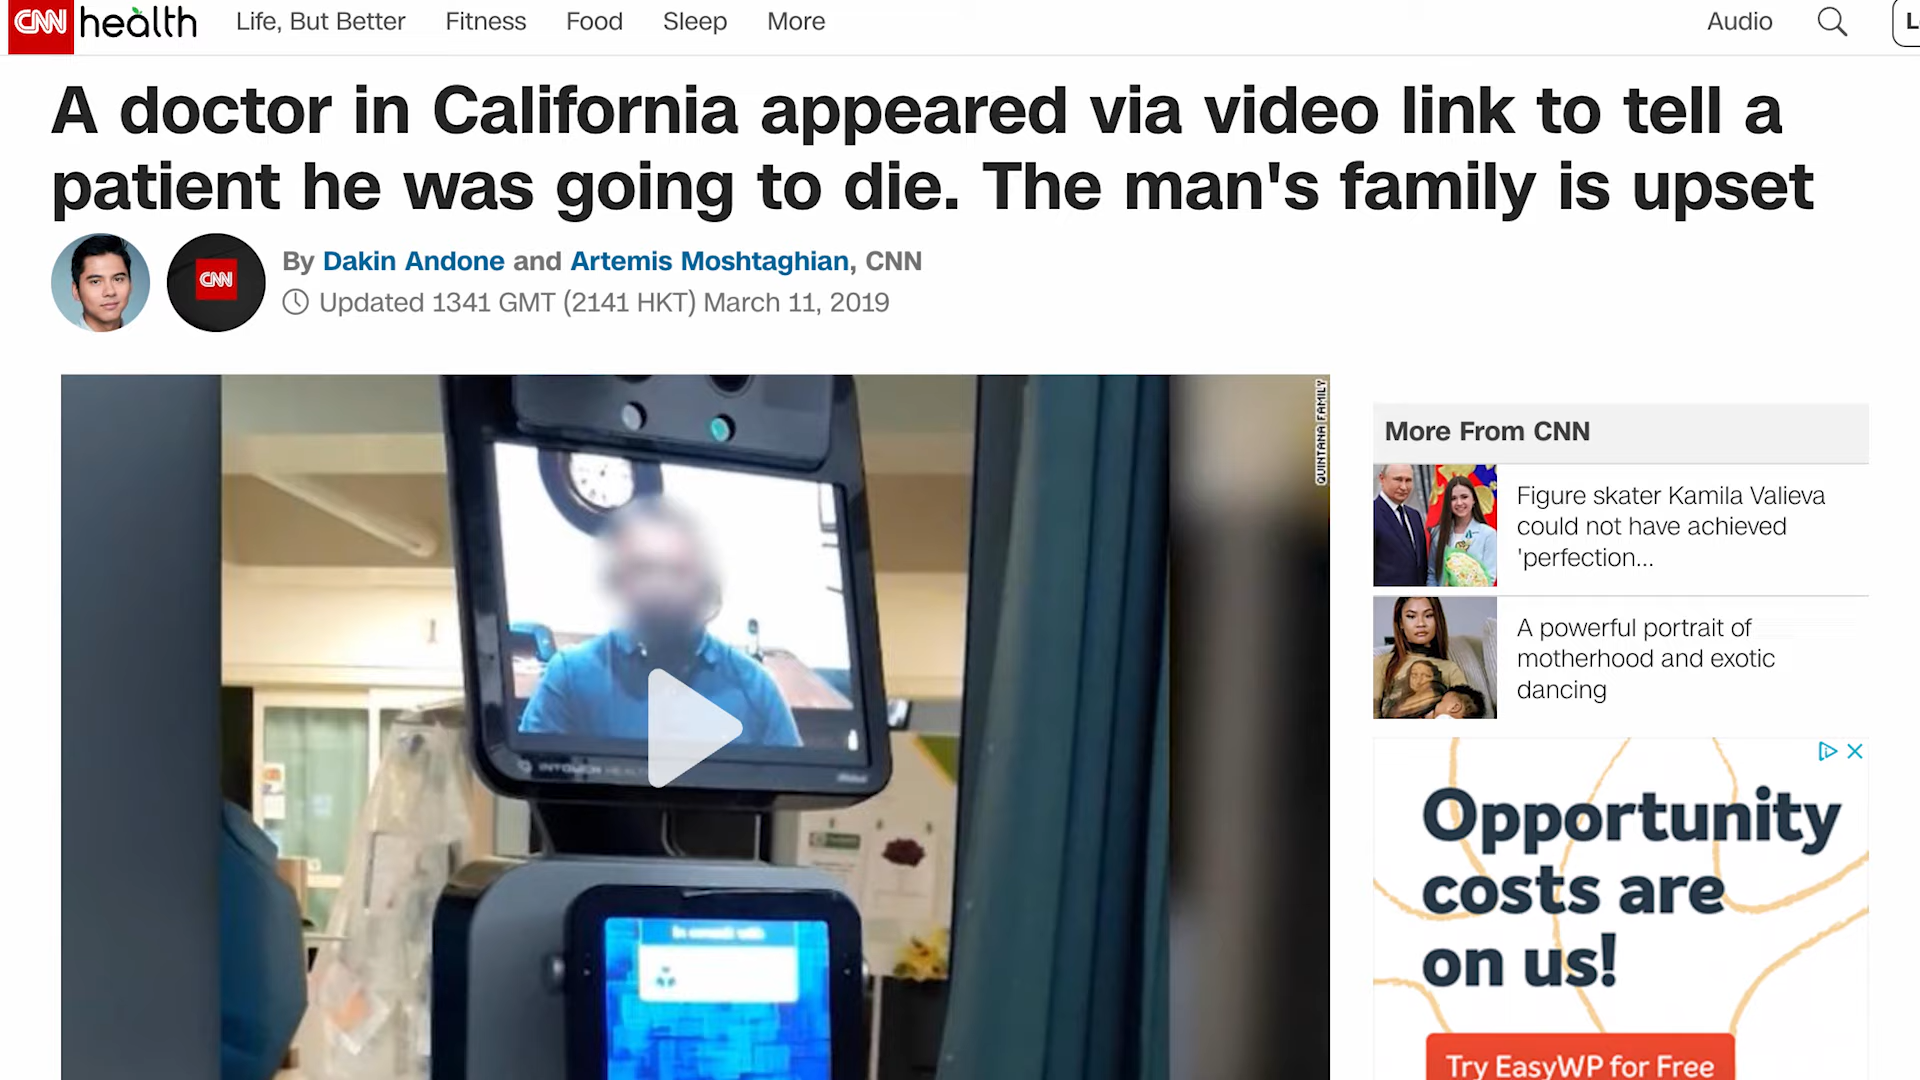 CNN health Life, But Better Fitness Food Sleep More Audio
A doctor in California appeared via video link to tell a
patient he was going to die. The man's family is upset
CNN
By Dakin Andone and Artemis Moshtaghian, CNN
Updated 1341 GMT (2141 HKT) March 11, 2019
QUINTANA FAMILY
INTOUCH HEALTH
More From CNN
Figure skater Kamila Valieva
could not have achieved
'perfection...
A powerful portrait of
motherhood and exotic
dancing
Opportunity
costs are
on us!
Try EasyWP for Free